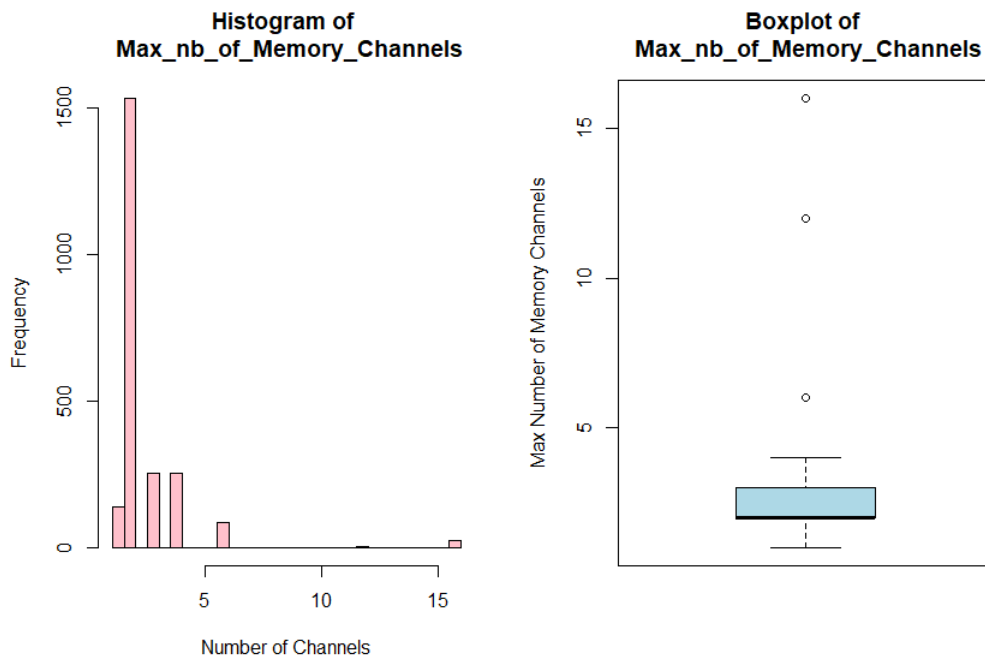 Histogram of
Max_nb_of_Memory_Channels
Frequency
0
500
1000
1500
5
10
15
Number of Channels
Boxplot of
Max_nb_of_Memory_Channels
Max Number of Memory Channels
5
10
15